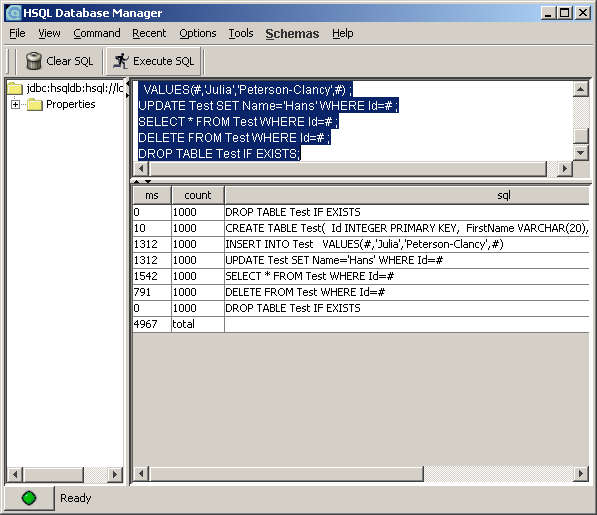 HSQL Database Manager
File View Command Recent Options Tools Schemas Help
Clear SQL Execute SQL
jdbc:hsqldb:hsql://lc
Properties
VALUES(#,'Julia','Peterson-Clancy',#) ;
UPDATE Test SET Name='Hans' WHERE Id=# ;
SELECT * FROM Test WHERE Id=# ;
DELETE FROM Test WHERE Id=# ;
DROP TABLE Test IF EXISTS;
ms count sql
0 1000 DROP TABLE Test IF EXISTS
10 1000 CREATE TABLE Test( Id INTEGER PRIMARY KEY, FirstName VARCHAR(20),
1312 1000 INSERT INTO Test VALUES(#,'Julia','Peterson-Clancy',#)
1312 1000 UPDATE Test SET Name='Hans' WHERE Id=#
1542 1000 SELECT * FROM Test WHERE Id=#
791 1000 DELETE FROM Test WHERE Id=#
0 1000 DROP TABLE Test IF EXISTS
4967 total
Ready